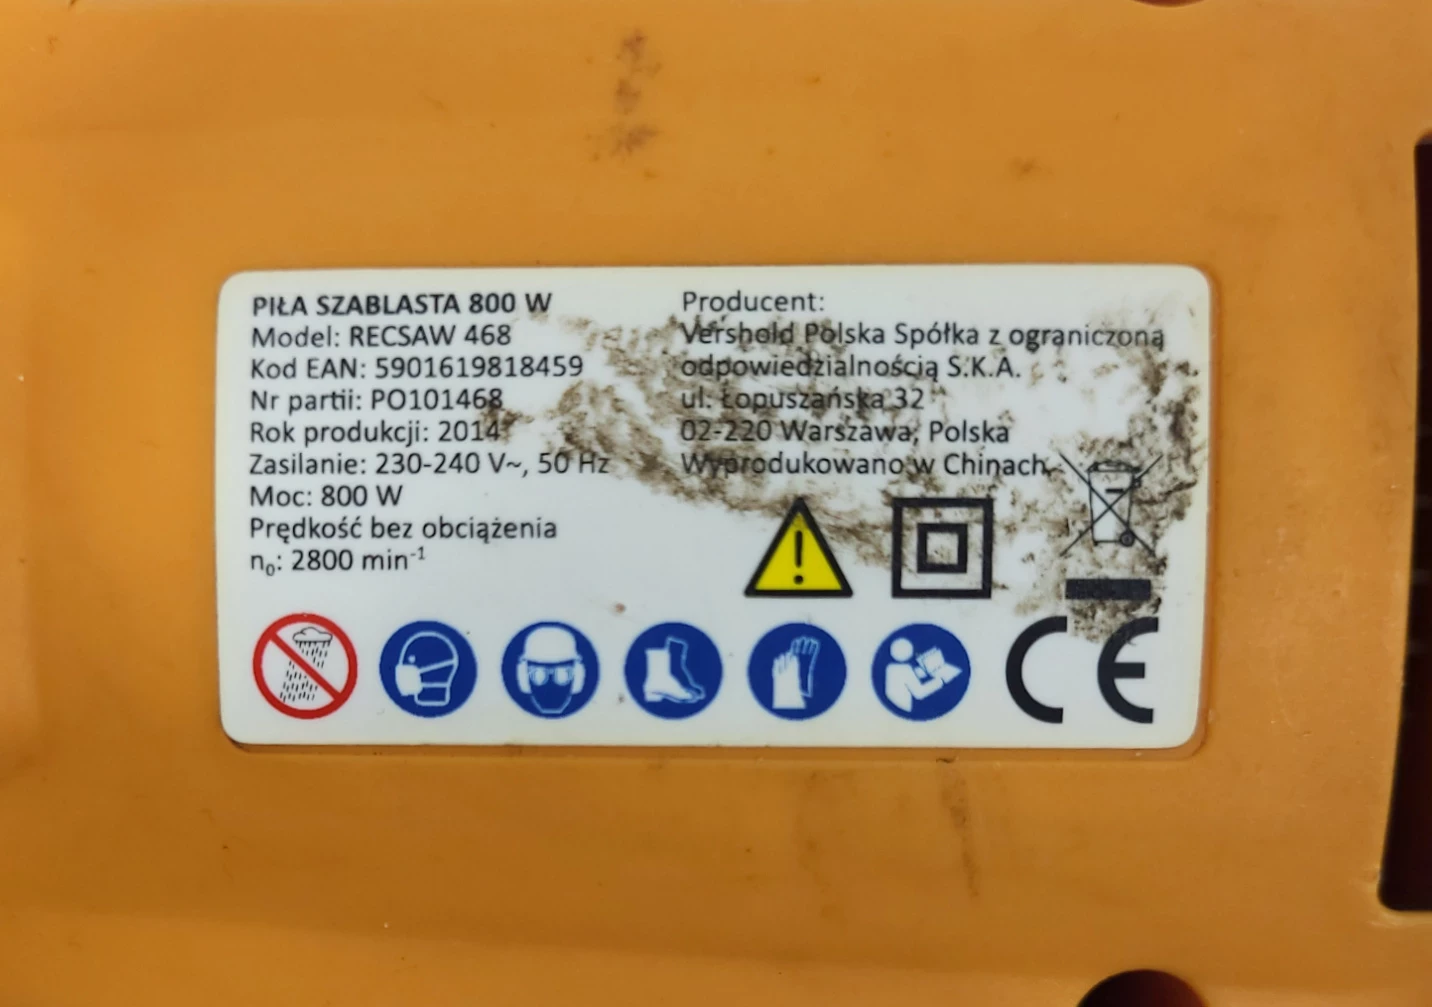 PIŁA SZABLASTA 800 W
Model: RECSAW 468
Kod EAN: 5901619818459
Nr partii: PO101468
Rok produkcji: 2014
Zasilanie: 230-240 V~, 50 Hz
Moc: 800 W
Prędkość bez obciążenia
n₀: 2800 min⁻¹
Producent:
Vershold Polska Spółka z ograniczoną
odpowiedzialnością S.K.A.
ul. Łopuszańska 32
02-220 Warszawa, Polska
Wyprodukowano w Chinach.
CE